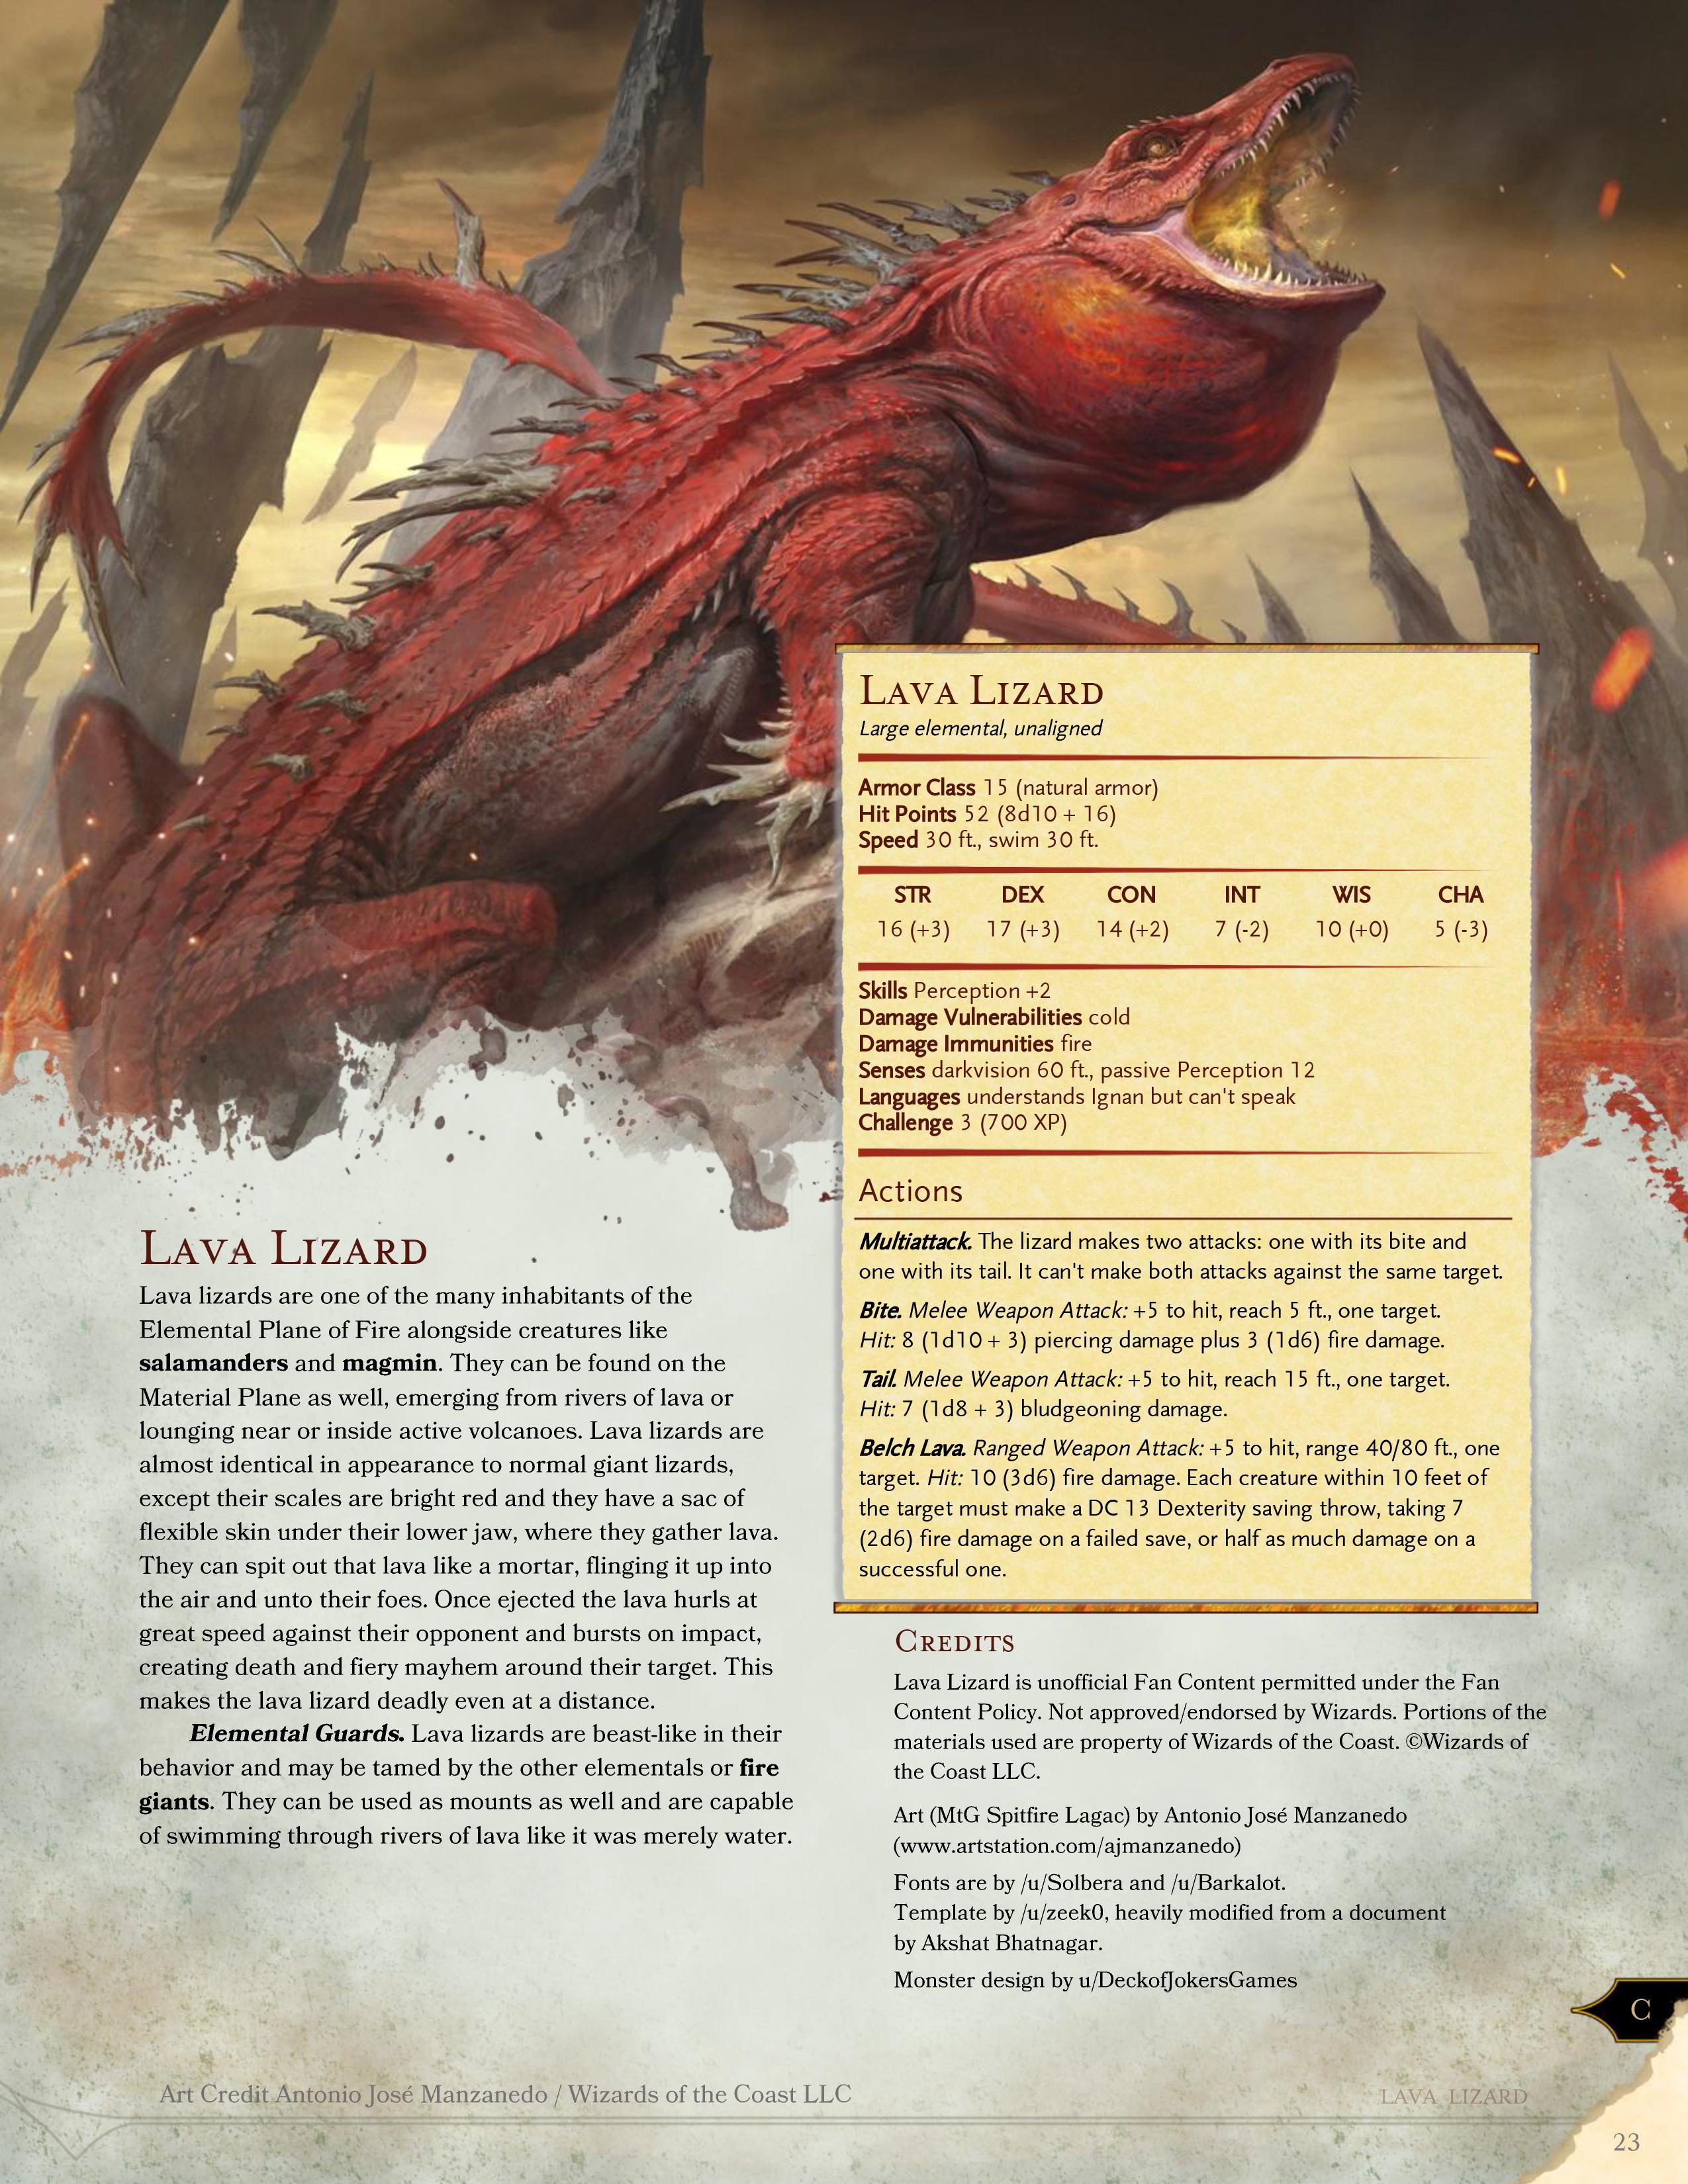 Lava Lizard
Large elemental, unaligned
Armor Class 15 (natural armor)
Hit Points 52 (8d10 + 16)
Speed 30 ft., swim 30 ft.
STR DEX CON INT WIS CHA
16 (+3) 17 (+3) 14 (+2) 7 (-2) 10 (+0) 5 (-3)
Skills Perception +2
Damage Vulnerabilities cold
Damage Immunities fire
Senses darkvision 60 ft., passive Perception 12
Languages understands Ignan but can't speak
Challenge 3 (700 XP)
Actions
Multiattack. The lizard makes two attacks: one with its bite and
one with its tail. It can't make both attacks against the same target.
Bite. Melee Weapon Attack: +5 to hit, reach 5 ft., one target.
Hit: 8 (1d10 + 3) piercing damage plus 3 (1d6) fire damage.
Tail. Melee Weapon Attack: +5 to hit, reach 15 ft., one target.
Hit: 7 (1d8 + 3) bludgeoning damage.
Belch Lava. Ranged Weapon Attack: +5 to hit, range 40/80 ft., one
target. Hit: 10 (3d6) fire damage. Each creature within 10 feet of
the target must make a DC 13 Dexterity saving throw, taking 7
(2d6) fire damage on a failed save, or half as much damage on a
successful one.
Lava Lizard
Lava lizards are one of the many inhabitants of the
Elemental Plane of Fire alongside creatures like
salamanders and magmin. They can be found on the
Material Plane as well, emerging from rivers of lava or
lounging near or inside active volcanoes. Lava lizards are
almost identical in appearance to normal giant lizards,
except their scales are bright red and they have a sac of
flexible skin under their lower jaw, where they gather lava.
They can spit out that lava like a mortar, flinging it up into
the air and unto their foes. Once ejected the lava hurls at
great speed against their opponent and bursts on impact,
creating death and fiery mayhem around their target. This
makes the lava lizard deadly even at a distance.
Elemental Guards. Lava lizards are beast-like in their
behavior and may be tamed by the other elementals or fire
giants. They can be used as mounts as well and are capable
of swimming through rivers of lava like it was merely water.
Credits
Lava Lizard is unofficial Fan Content permitted under the Fan
Content Policy. Not approved/endorsed by Wizards. Portions of the
materials used are property of Wizards of the Coast. ©Wizards of
the Coast LLC.
Art (MtG Spitfire Lagac) by Antonio José Manzanedo
(www.artstation.com/ajmanzanedo)
Fonts are by /u/Solbera and /u/Barkalot.
Template by /u/zeek0, heavily modified from a document
by Akshat Bhatnagar.
Monster design by u/DeckofJokersGames
C
Art Credit Antonio José Manzanedo / Wizards of the Coast LLC
LAVA LIZARD
23